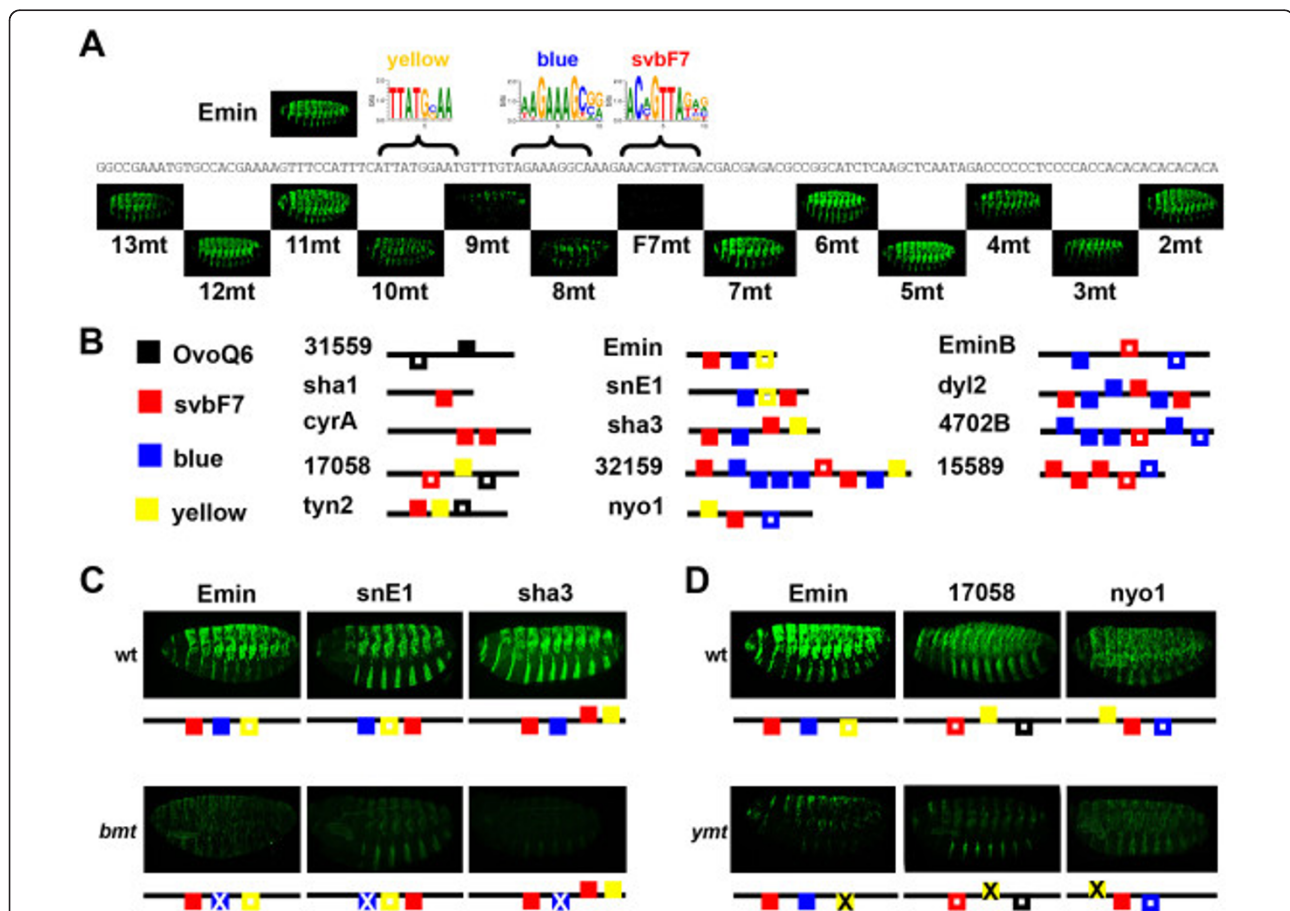 A
yellow blue svbF7
Emin
GGCCGAAATGTGCCACGAAAAGTTTCCATTTCATTATGGAATGTTTGTAGAAAGGCAAAGAACAGTTAGACGACGAGACGCCGGCATCTCAAGCTCAATAGACCCCCCTCCCCACCACACACACACACA
13mt 11mt 9mt F7mt 6mt 4mt 2mt
12mt 10mt 8mt 7mt 5mt 3mt
B
OvoQ6
svbF7
blue
yellow
31559
sha1
cyrA
17058
tyn2
Emin
snE1
sha3
32159
nyo1
EminB
dyl2
4702B
15589
C
Emin snE1 sha3
wt
bmt
X X X
D
Emin 17058 nyo1
wt
ymt
X X X